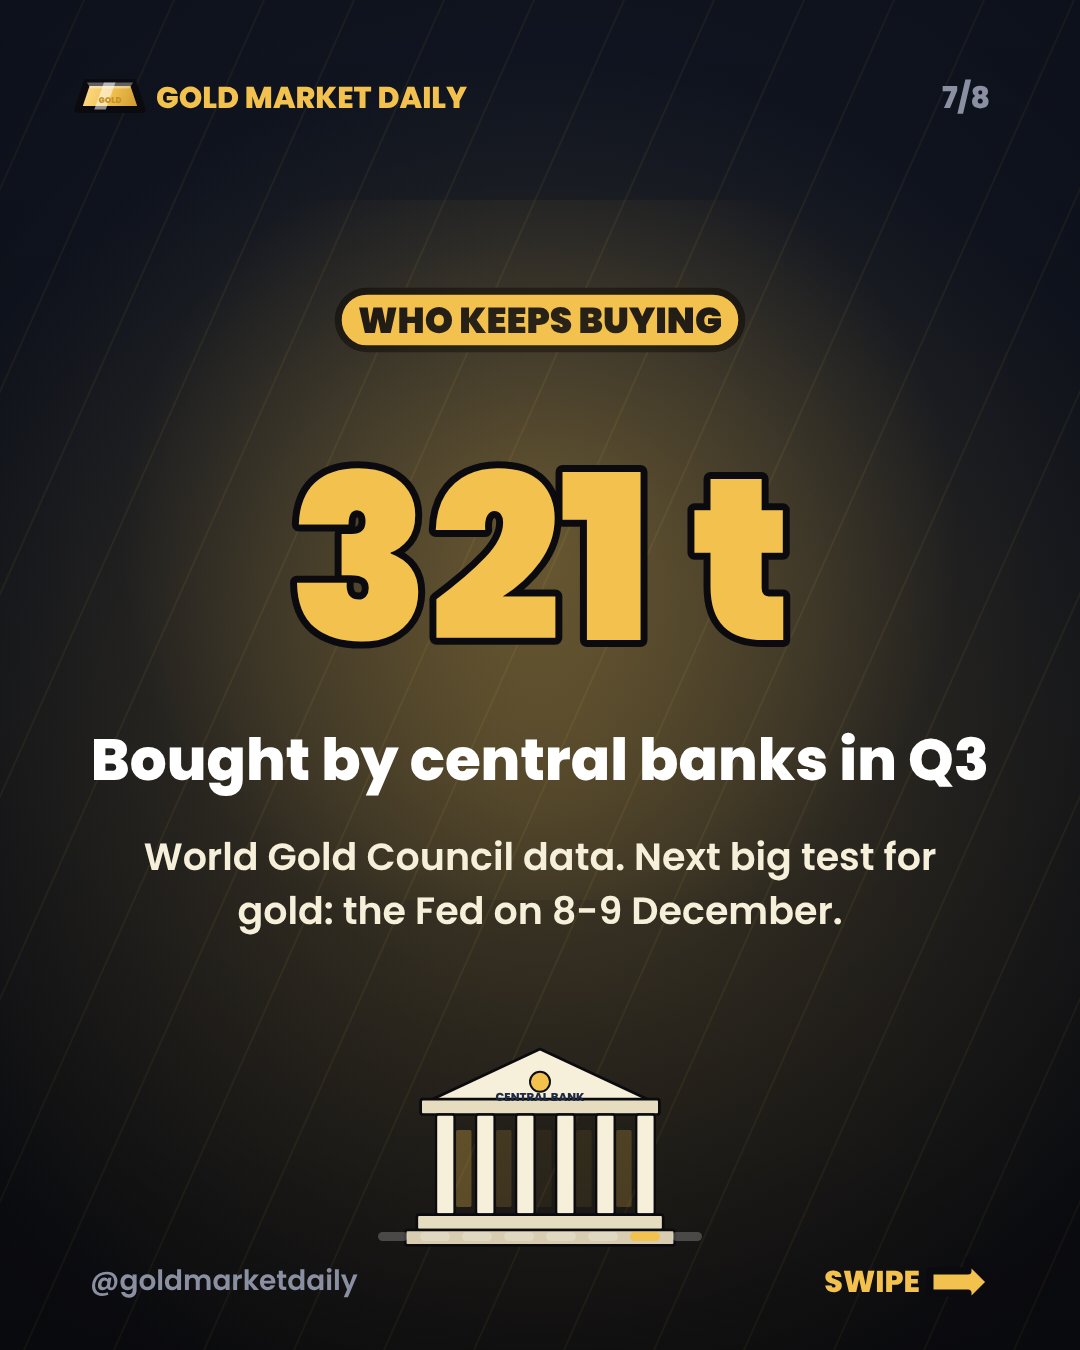 GOLD
GOLD MARKET DAILY
7/8
WHO KEEPS BUYING
321 t
Bought by central banks in Q3
World Gold Council data. Next big test for
gold: the Fed on 8-9 December.
CENTRAL BANK
@goldmarketdaily
SWIPE